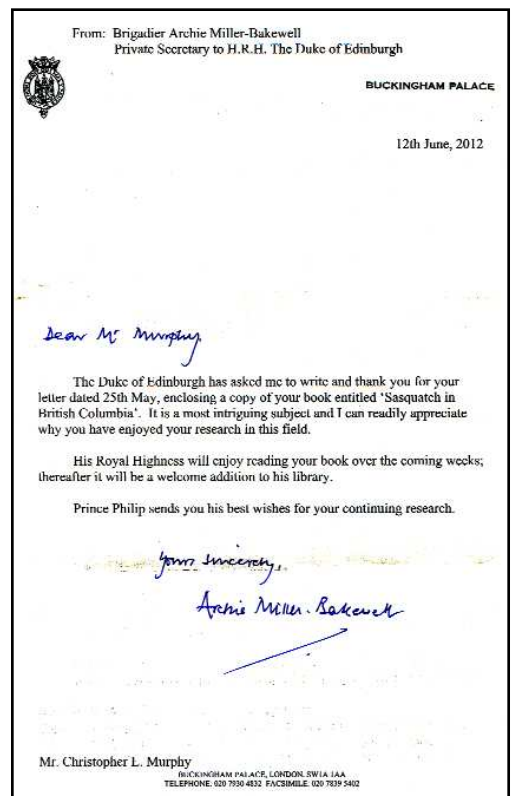 From: Brigadier Archie Miller-Bakewell
Private Secretary to H.R.H. The Duke of Edinburgh
BUCKINGHAM PALACE
12th June, 2012
Dear Mr Murphy,
The Duke of Edinburgh has asked me to write and thank you for your
letter dated 25th May, enclosing a copy of your book entitled 'Sasquatch in
British Columbia'. It is a most intriguing subject and I can readily appreciate
why you have enjoyed your research in this field.
His Royal Highness will enjoy reading your book over the coming weeks;
thereafter it will be a welcome addition to his library.
Prince Philip sends you his best wishes for your continuing research.
Yours sincerely,
Archie Miller-Bakewell
Mr. Christopher L. Murphy
BUCKINGHAM PALACE, LONDON. SW1A 1AA
TELEPHONE: 020 7930 4832 FACSIMILE: 020 7839 5402